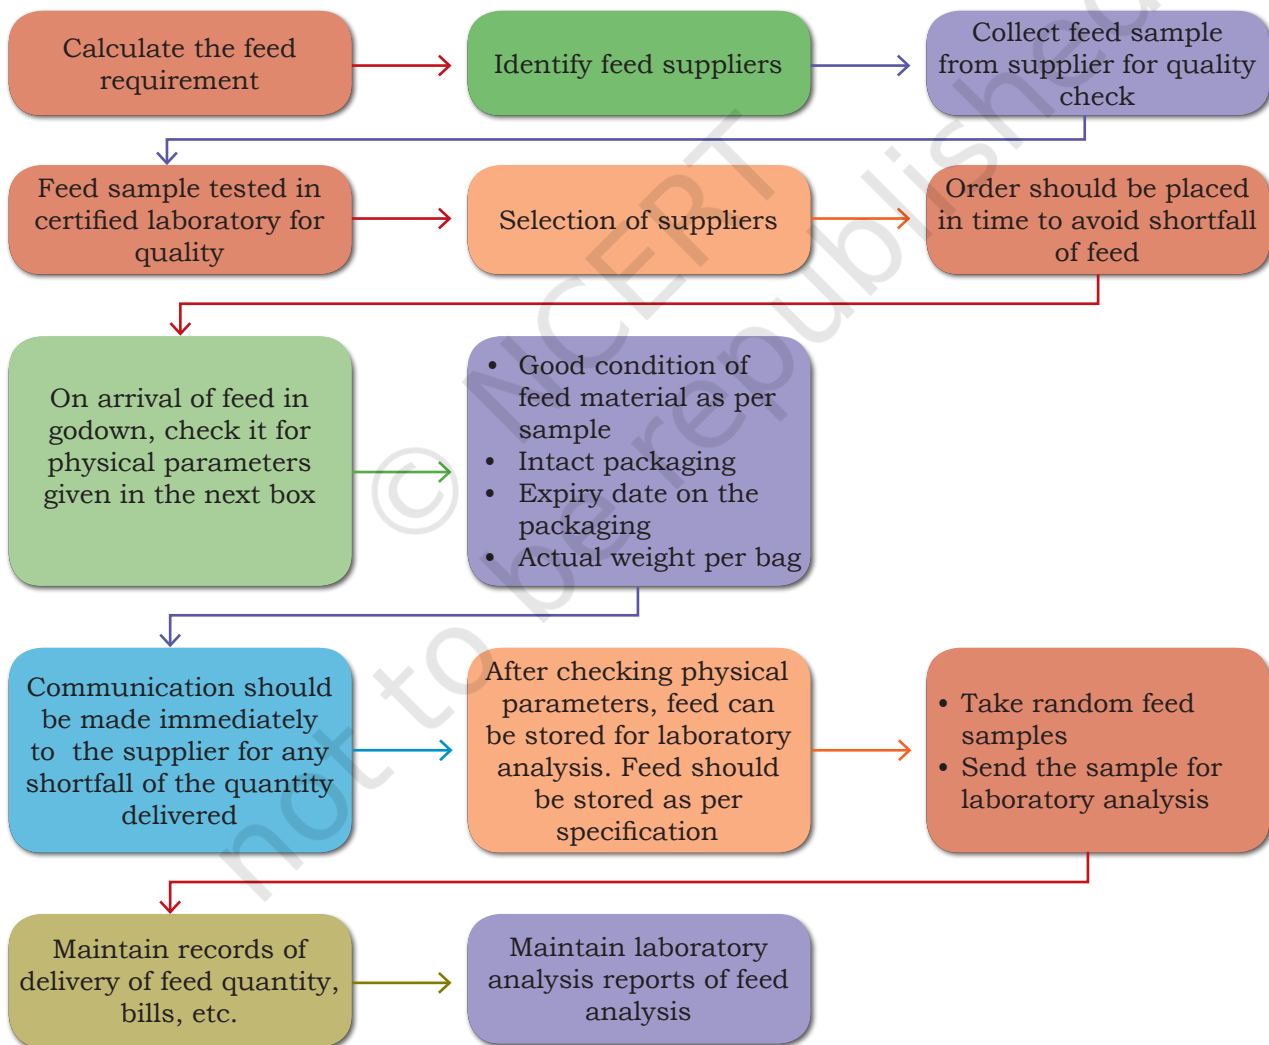 Calculate the feed
requirement
Identify feed suppliers
Collect feed sample
from supplier for quality
check
Feed sample tested in
certified laboratory for
quality
Selection of suppliers
Order should be placed
in time to avoid shortfall
of feed
On arrival of feed in
godown, check it for
physical parameters
given in the next box
• Good condition of
feed material as per
sample
• Intact packaging
• Expiry date on the
packaging
• Actual weight per bag
Communication should
be made immediately
to the supplier for any
shortfall of the quantity
delivered
After checking physical
parameters, feed can
be stored for laboratory
analysis. Feed should
be stored as per
specification
• Take random feed
samples
• Send the sample for
laboratory analysis
Maintain records of
delivery of feed quantity,
bills, etc.
Maintain laboratory
analysis reports of feed
analysis
© NCERT
not to be republished